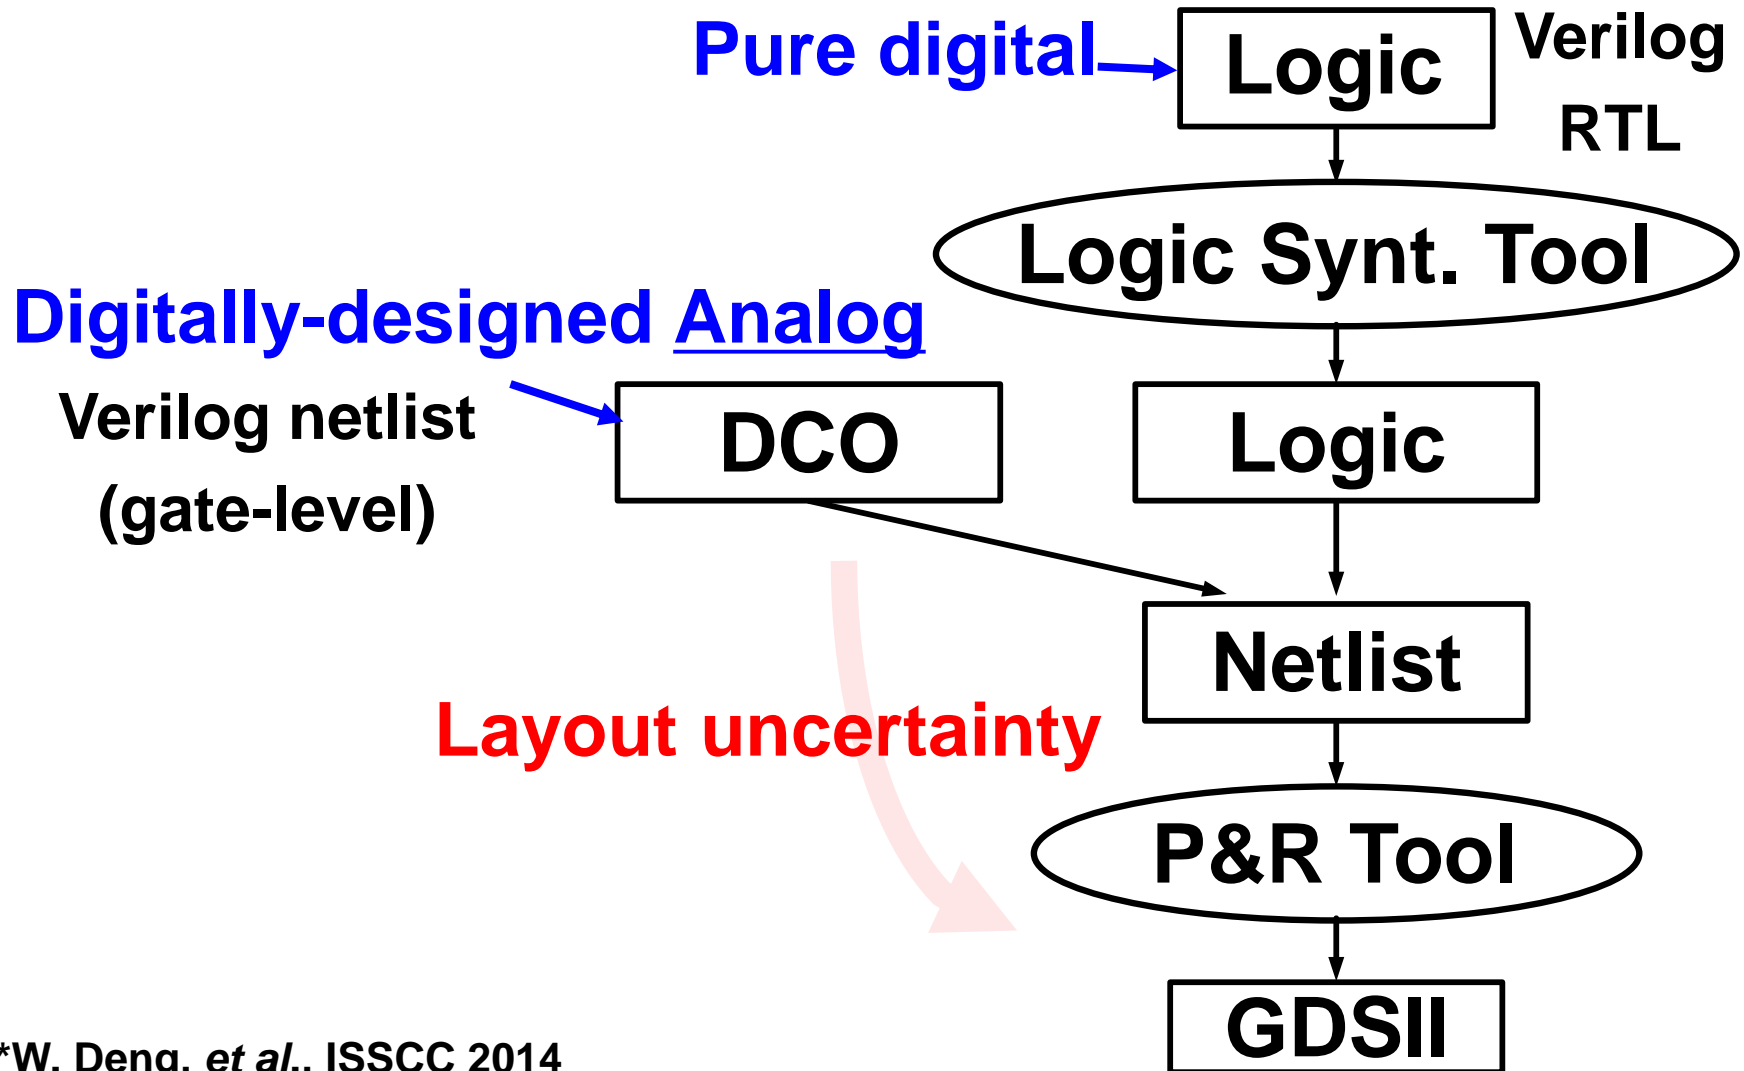 Pure digital
Logic
Verilog
RTL
Logic Synt. Tool
Digitally-designed Analog
Verilog netlist
(gate-level)
DCO
Logic
Netlist
Layout uncertainty
P&R Tool
GDSII
*W. Deng, et al., ISSCC 2014